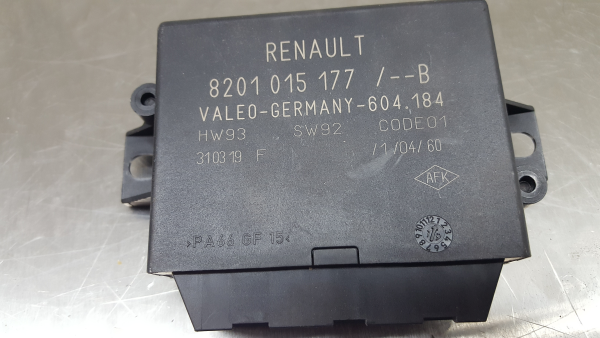 RENAULT
8201 015 177 /--B
VALEO-GERMANY-604.184
HW93 SW92 CODE01
310319 F /1/04/60
AFK
>PA66 GF 15<